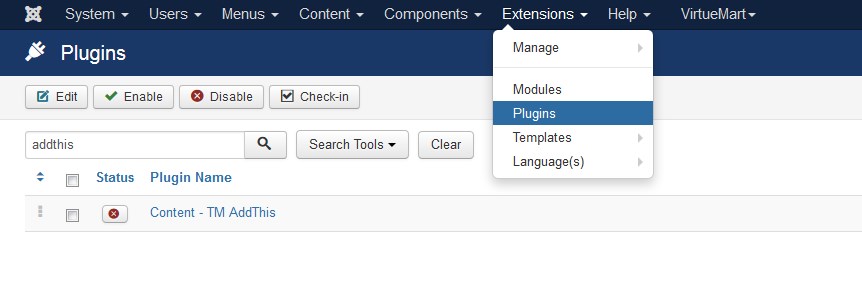 System Users Menus Content Components Extensions Help VirtueMart
Plugins
Manage
Modules
Plugins
Templates
Language(s)
Edit Enable Disable Check-in
addthis Search Tools Clear
Status Plugin Name
Content - TM AddThis